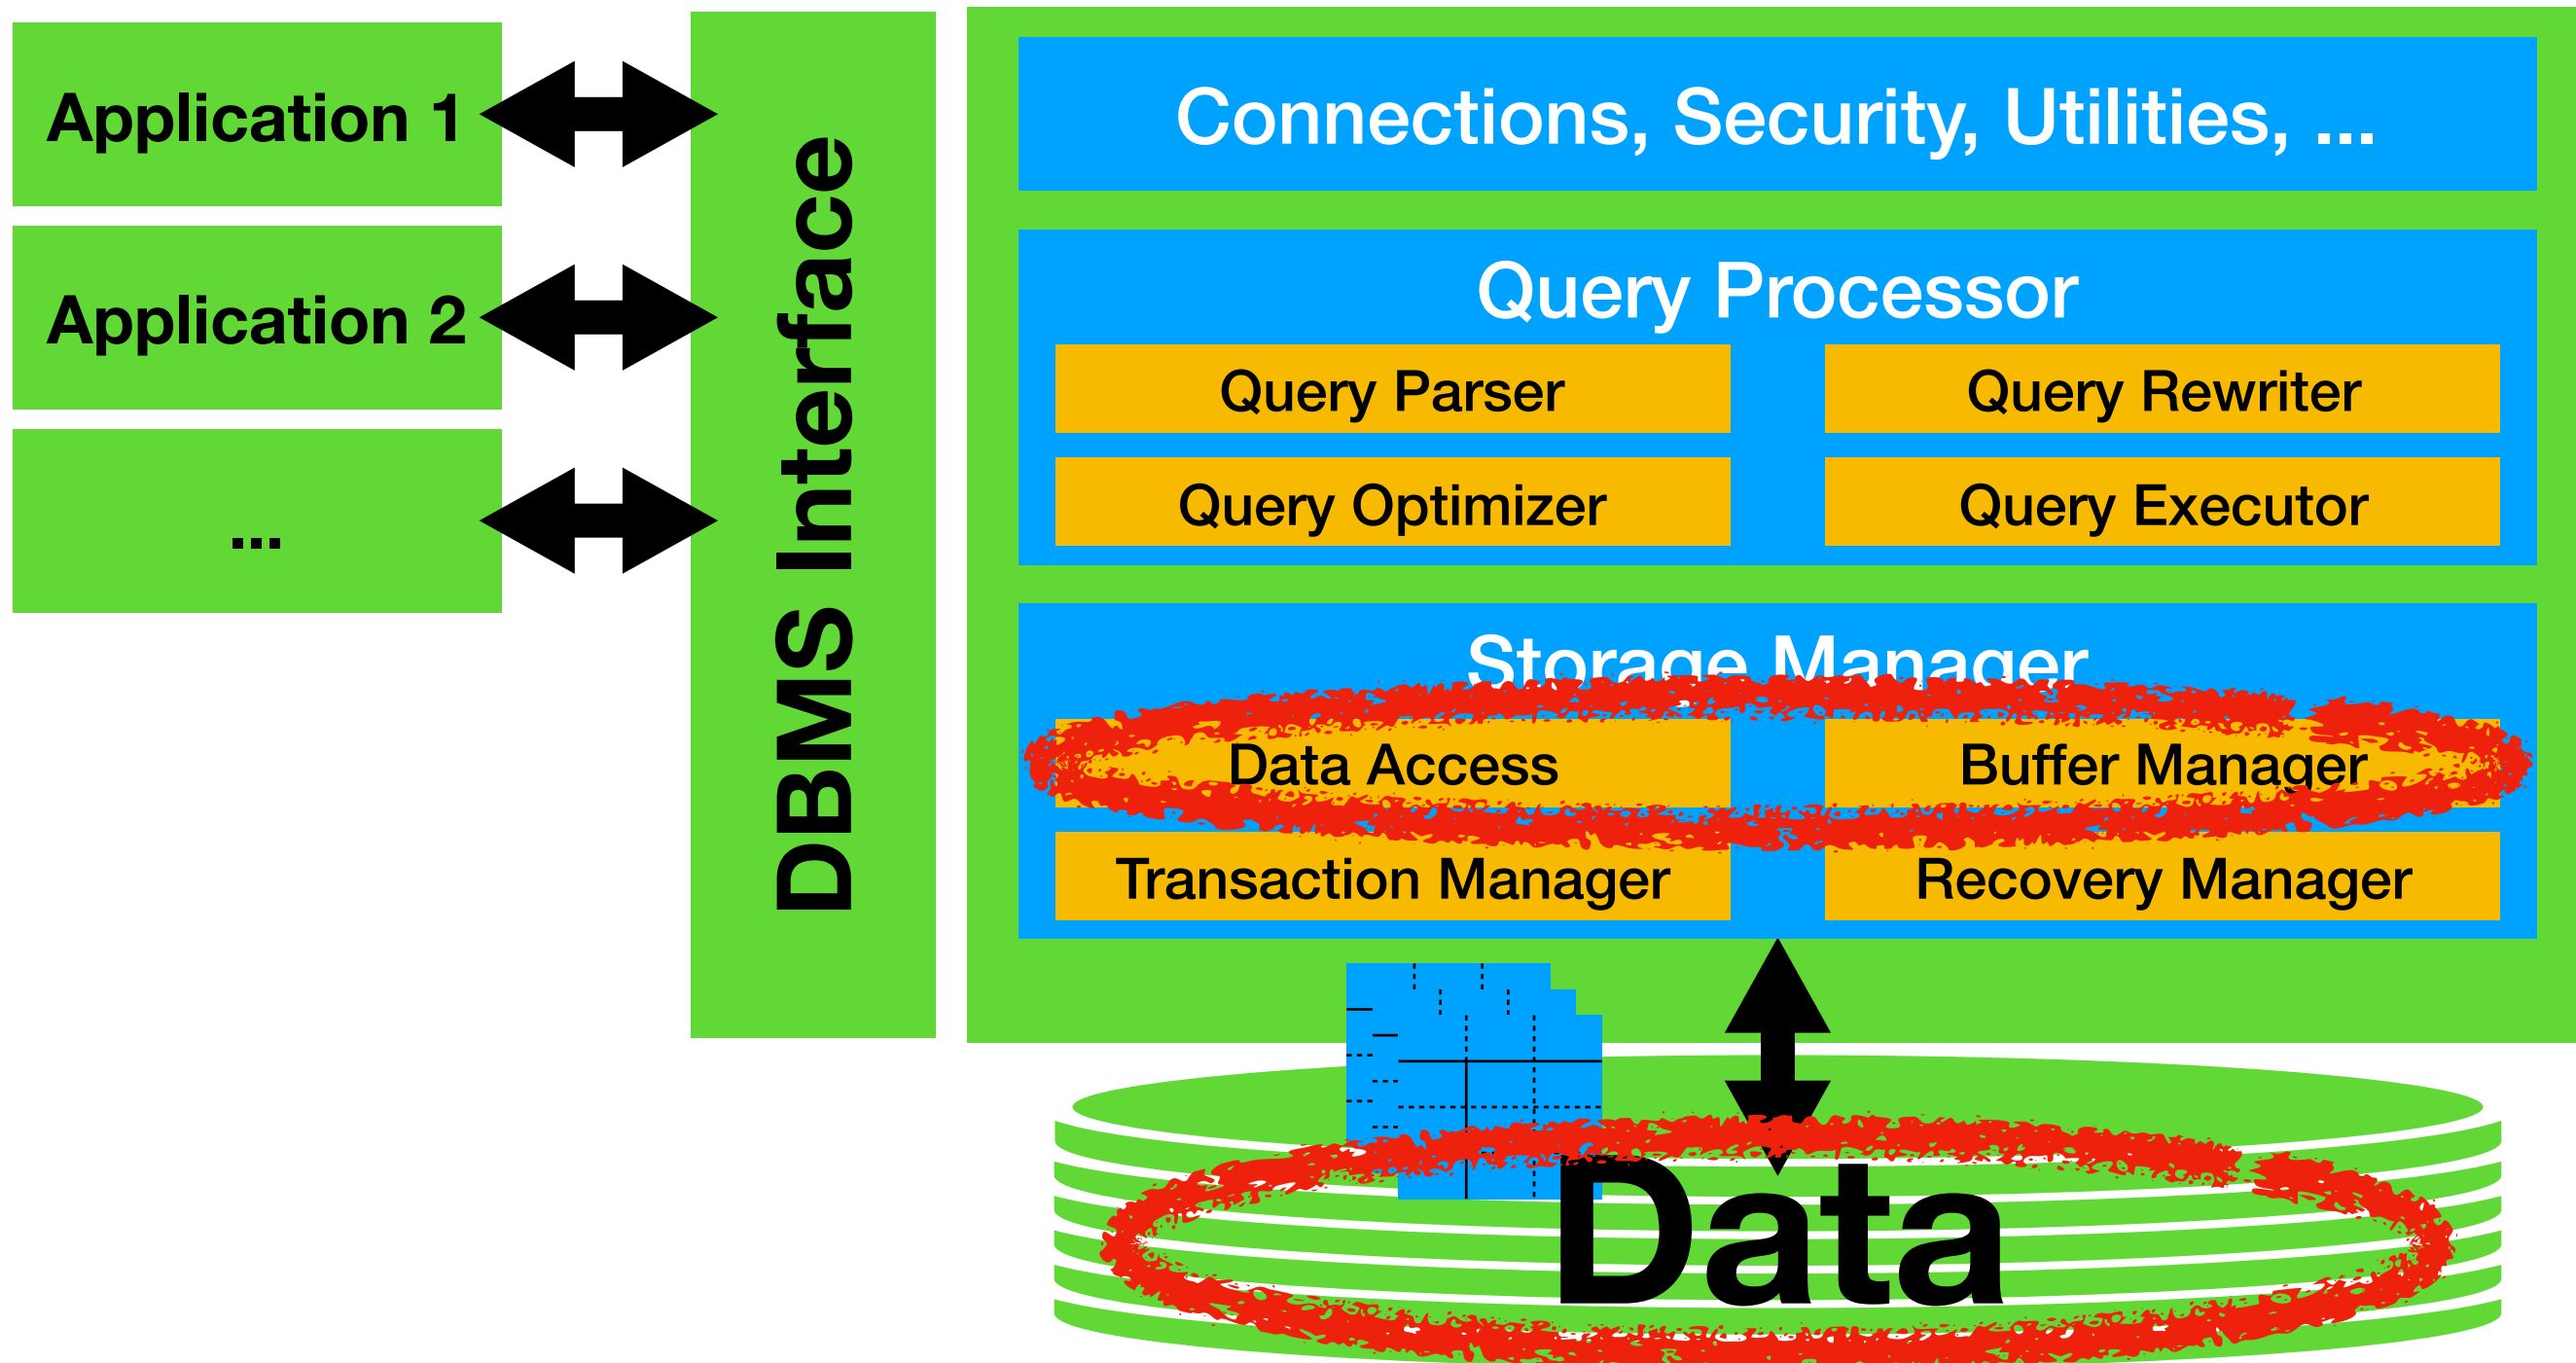 Application 1
Application 2
...
DBMS Interface
Connections, Security, Utilities, ...
Query Processor
Query Parser
Query Rewriter
Query Optimizer
Query Executor
Storage Manager
Data Access
Buffer Manager
Transaction Manager
Recovery Manager
Data